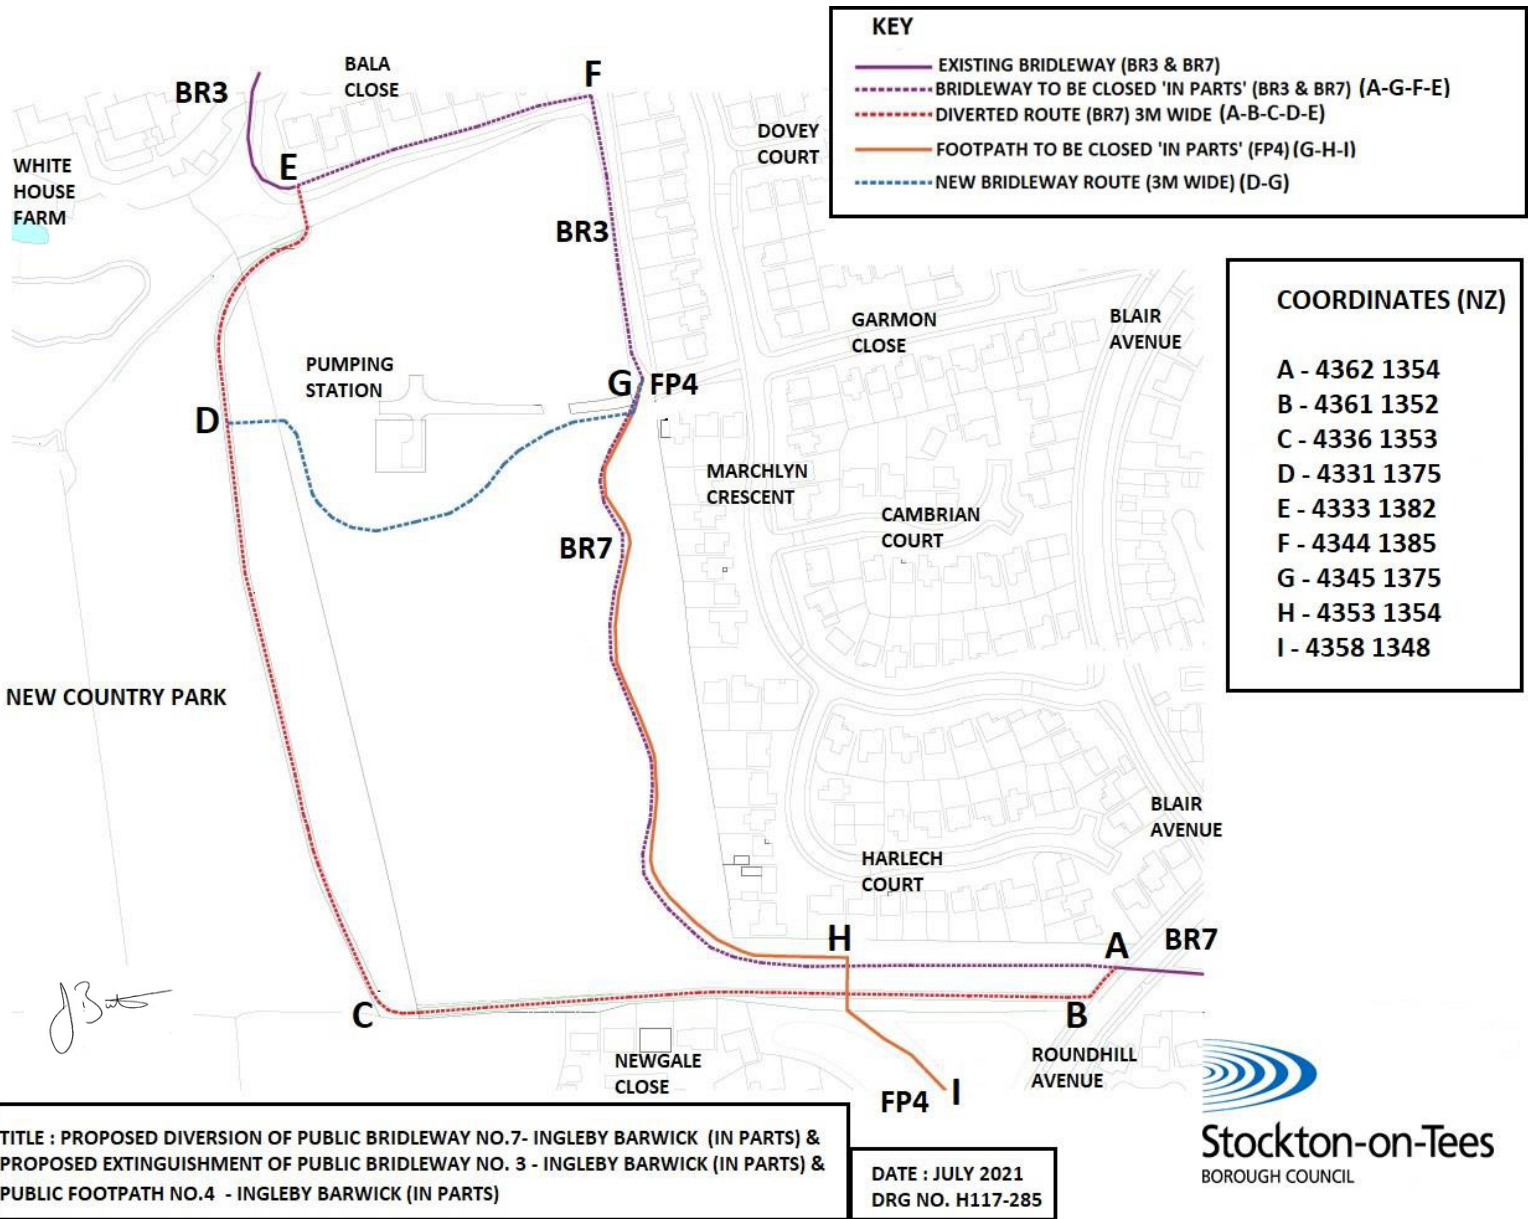 KEY
EXISTING BRIDLEWAY (BR3 & BR7)
BRIDLEWAY TO BE CLOSED 'IN PARTS' (BR3 & BR7) (A-G-F-E)
DIVERTED ROUTE (BR7) 3M WIDE (A-B-C-D-E)
FOOTPATH TO BE CLOSED 'IN PARTS' (FP4) (G-H-I)
NEW BRIDLEWAY ROUTE (3M WIDE) (D-G)
BR3
BALA
CLOSE
F
DOVEY
COURT
WHITE
HOUSE
FARM
E
BR3
COORDINATES (NZ)
A - 4362 1354
B - 4361 1352
C - 4336 1353
D - 4331 1375
E - 4333 1382
F - 4344 1385
G - 4345 1375
H - 4353 1354
I - 4358 1348
GARMON
CLOSE
BLAIR
AVENUE
PUMPING
STATION
G
FP4
D
MARCHLYN
CRESCENT
CAMBRIAN
COURT
BR7
NEW COUNTRY PARK
BLAIR
AVENUE
HARLECH
COURT
H
A
BR7
C
B
NEWGALE
CLOSE
ROUNDHILL
AVENUE
FP4
I
TITLE : PROPOSED DIVERSION OF PUBLIC BRIDLEWAY NO.7- INGLEBY BARWICK (IN PARTS) &
PROPOSED EXTINGUISHMENT OF PUBLIC BRIDLEWAY NO. 3 - INGLEBY BARWICK (IN PARTS) &
PUBLIC FOOTPATH NO.4 - INGLEBY BARWICK (IN PARTS)
DATE : JULY 2021
DRG NO. H117-285
Stockton-on-Tees
BOROUGH COUNCIL